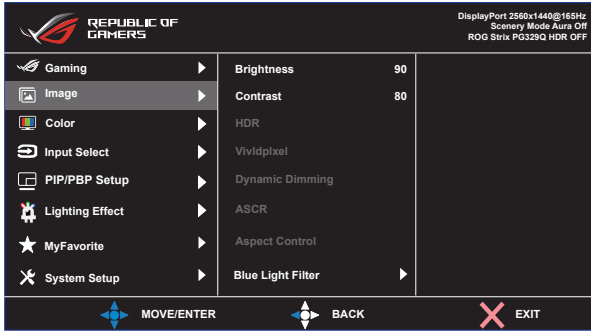 REPUBLIC OF
GAMERS
DisplayPort 2560x1440@165Hz
Scenery Mode Aura Off
ROG Strix PG329Q HDR OFF
Gaming
Image
Color
Input Select
PIP/PBP Setup
Lighting Effect
MyFavorite
System Setup
Brightness 90
Contrast 80
HDR
Vividpixel
Dynamic Dimming
ASCR
Aspect Control
Blue Light Filter
MOVE/ENTER
BACK
EXIT